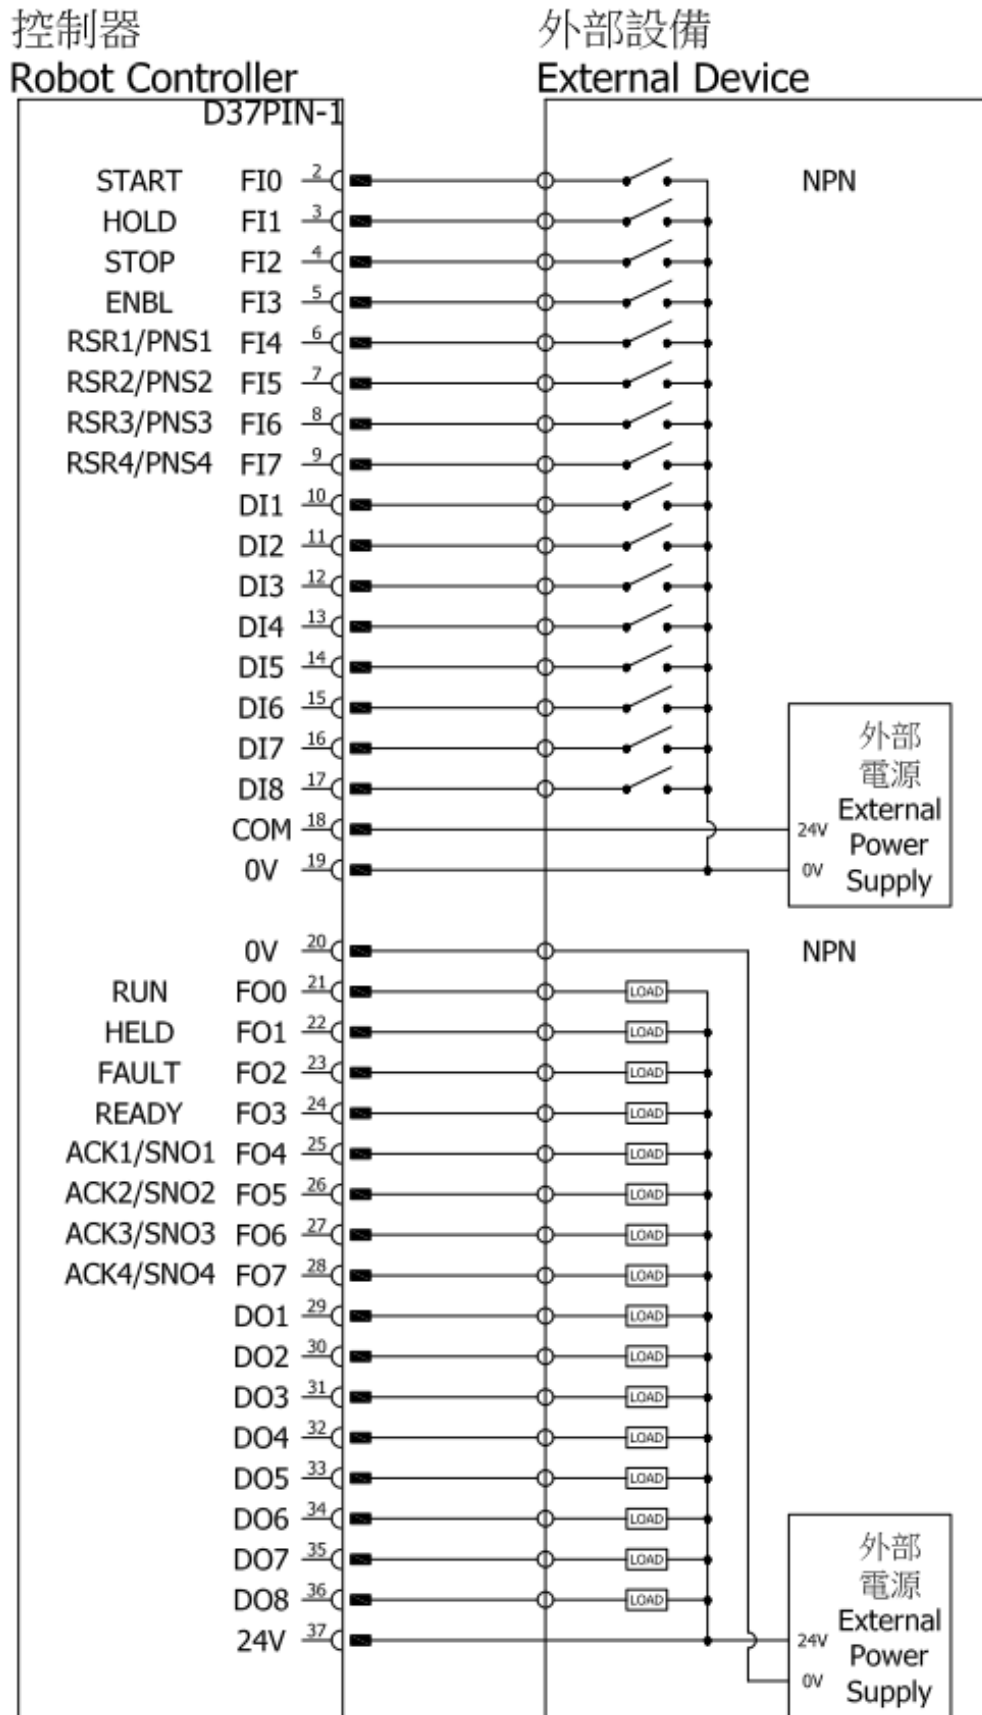 控制器
Robot Controller
外部設備
External Device
D37PIN-1
START FI0 2
NPN
HOLD FI1 3
STOP FI2 4
ENBL FI3 5
RSR1/PNS1 FI4 6
RSR2/PNS2 FI5 7
RSR3/PNS3 FI6 8
RSR4/PNS4 FI7 9
DI1 10
DI2 11
DI3 12
DI4 13
DI5 14
DI6 15
DI7 16
DI8 17
COM 18
0V 19
外部
電源
External
Power
Supply
24V
0V
0V 20
NPN
RUN FO0 21 LOAD
HELD FO1 22 LOAD
FAULT FO2 23 LOAD
READY FO3 24 LOAD
ACK1/SNO1 FO4 25 LOAD
ACK2/SNO2 FO5 26 LOAD
ACK3/SNO3 FO6 27 LOAD
ACK4/SNO4 FO7 28 LOAD
DO1 29 LOAD
DO2 30 LOAD
DO3 31 LOAD
DO4 32 LOAD
DO5 33 LOAD
DO6 34 LOAD
DO7 35 LOAD
DO8 36 LOAD
24V 37
外部
電源
External
Power
Supply
24V
0V